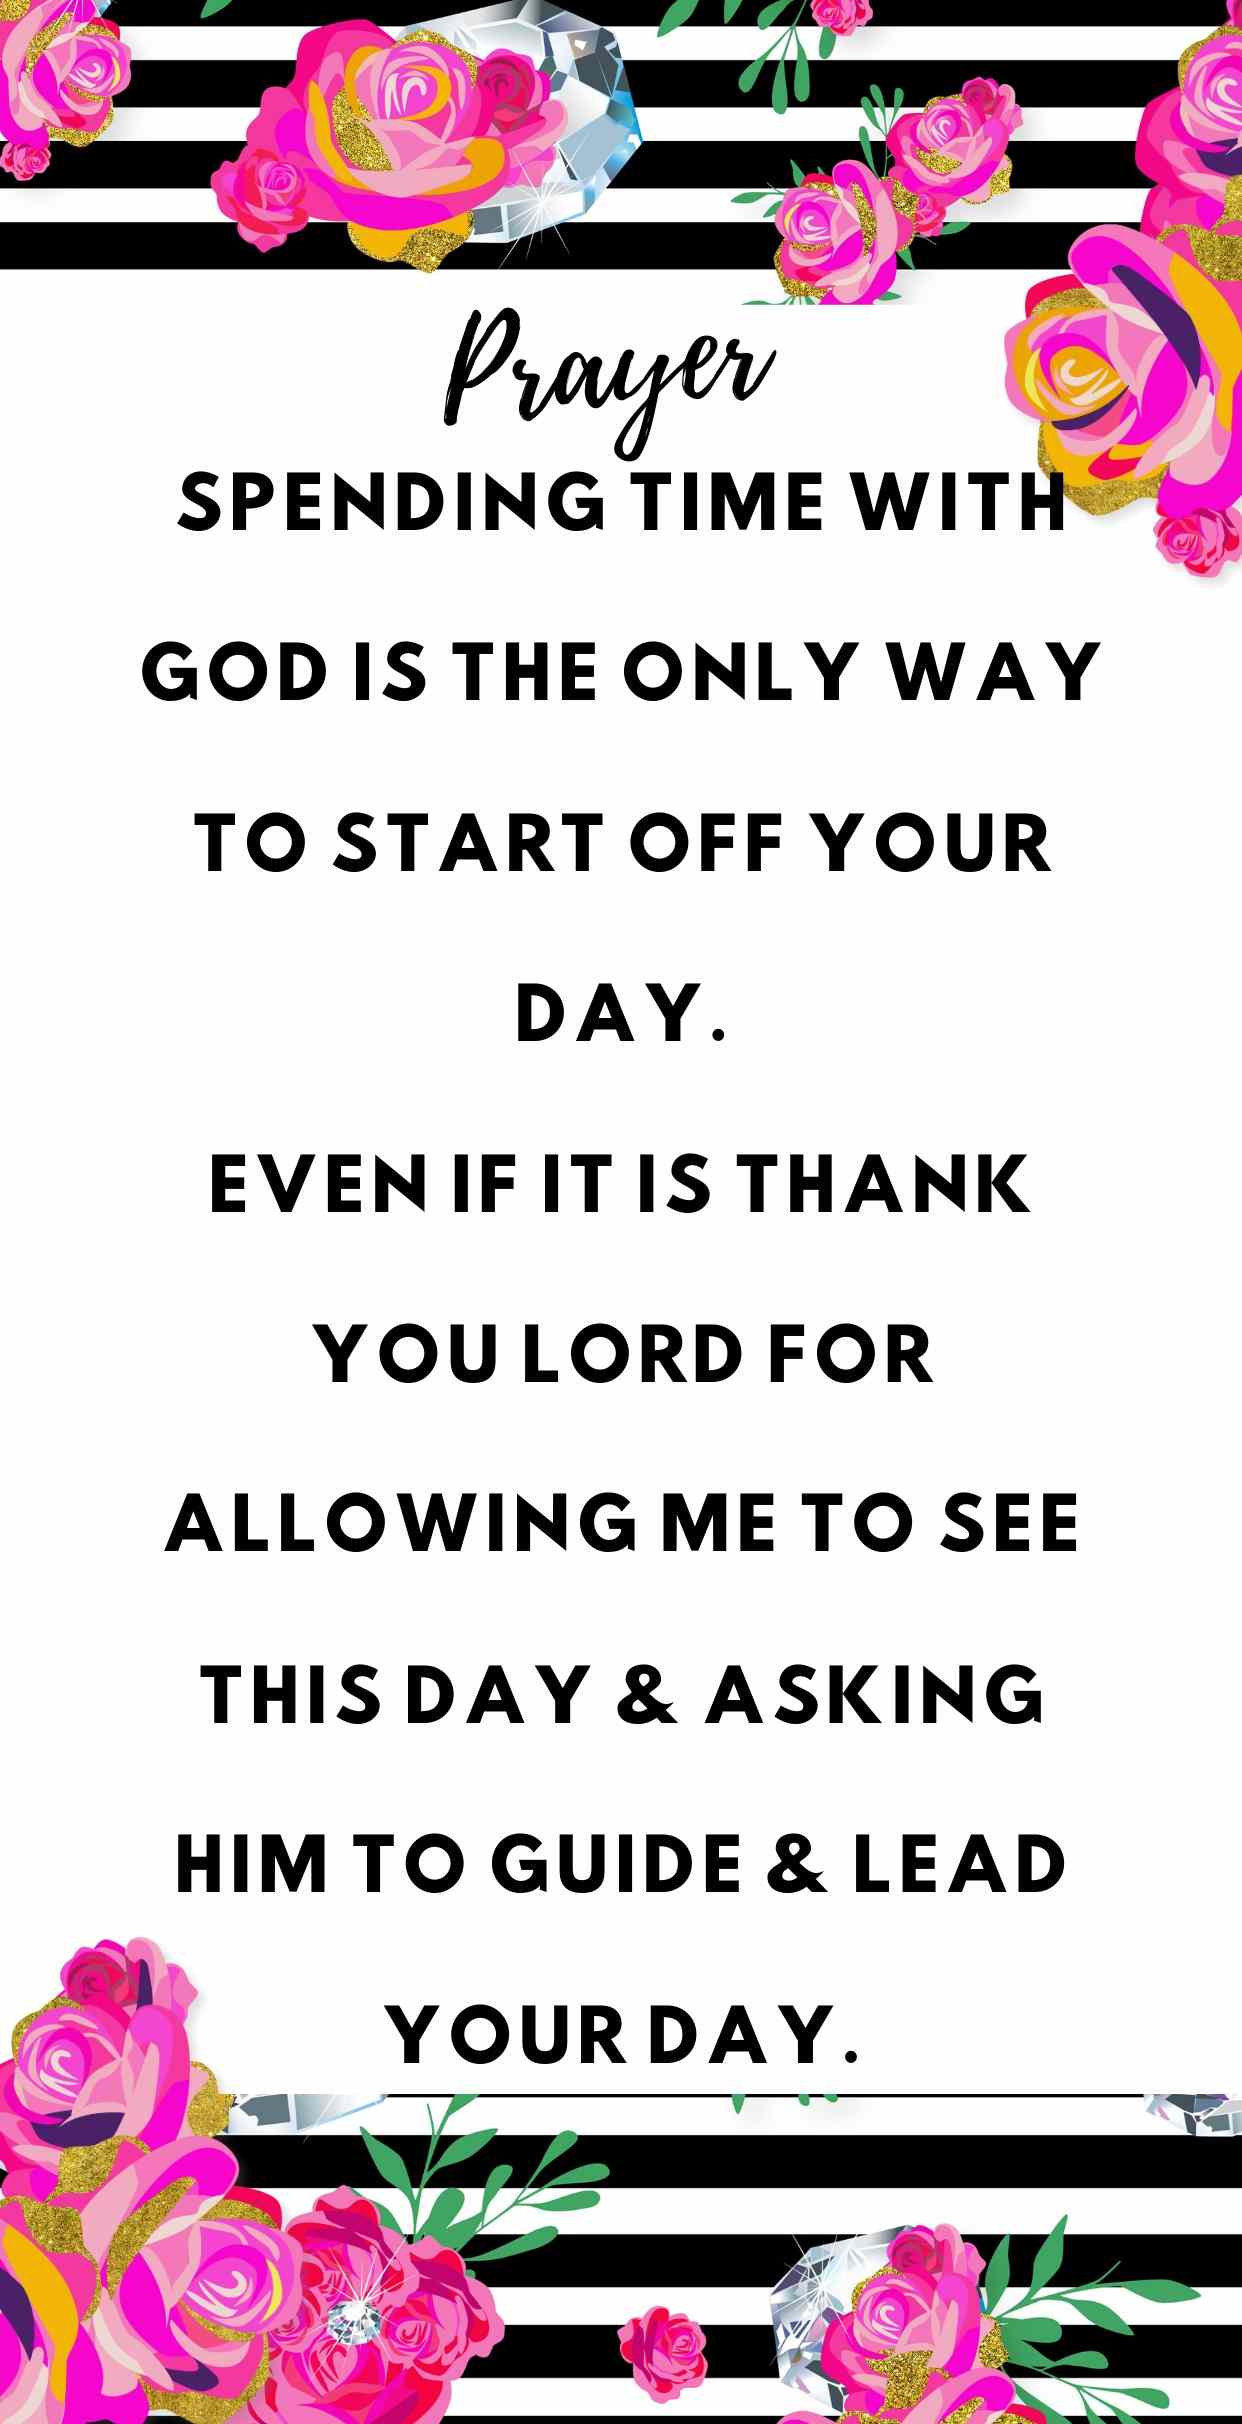 Prayer
SPENDING TIME WITH
GOD IS THE ONLY WAY
TO START OFF YOUR
DAY.
EVEN IF IT IS THANK
YOU LORD FOR
ALLOWING ME TO SEE
THIS DAY & ASKING
HIM TO GUIDE & LEAD
YOUR DAY.